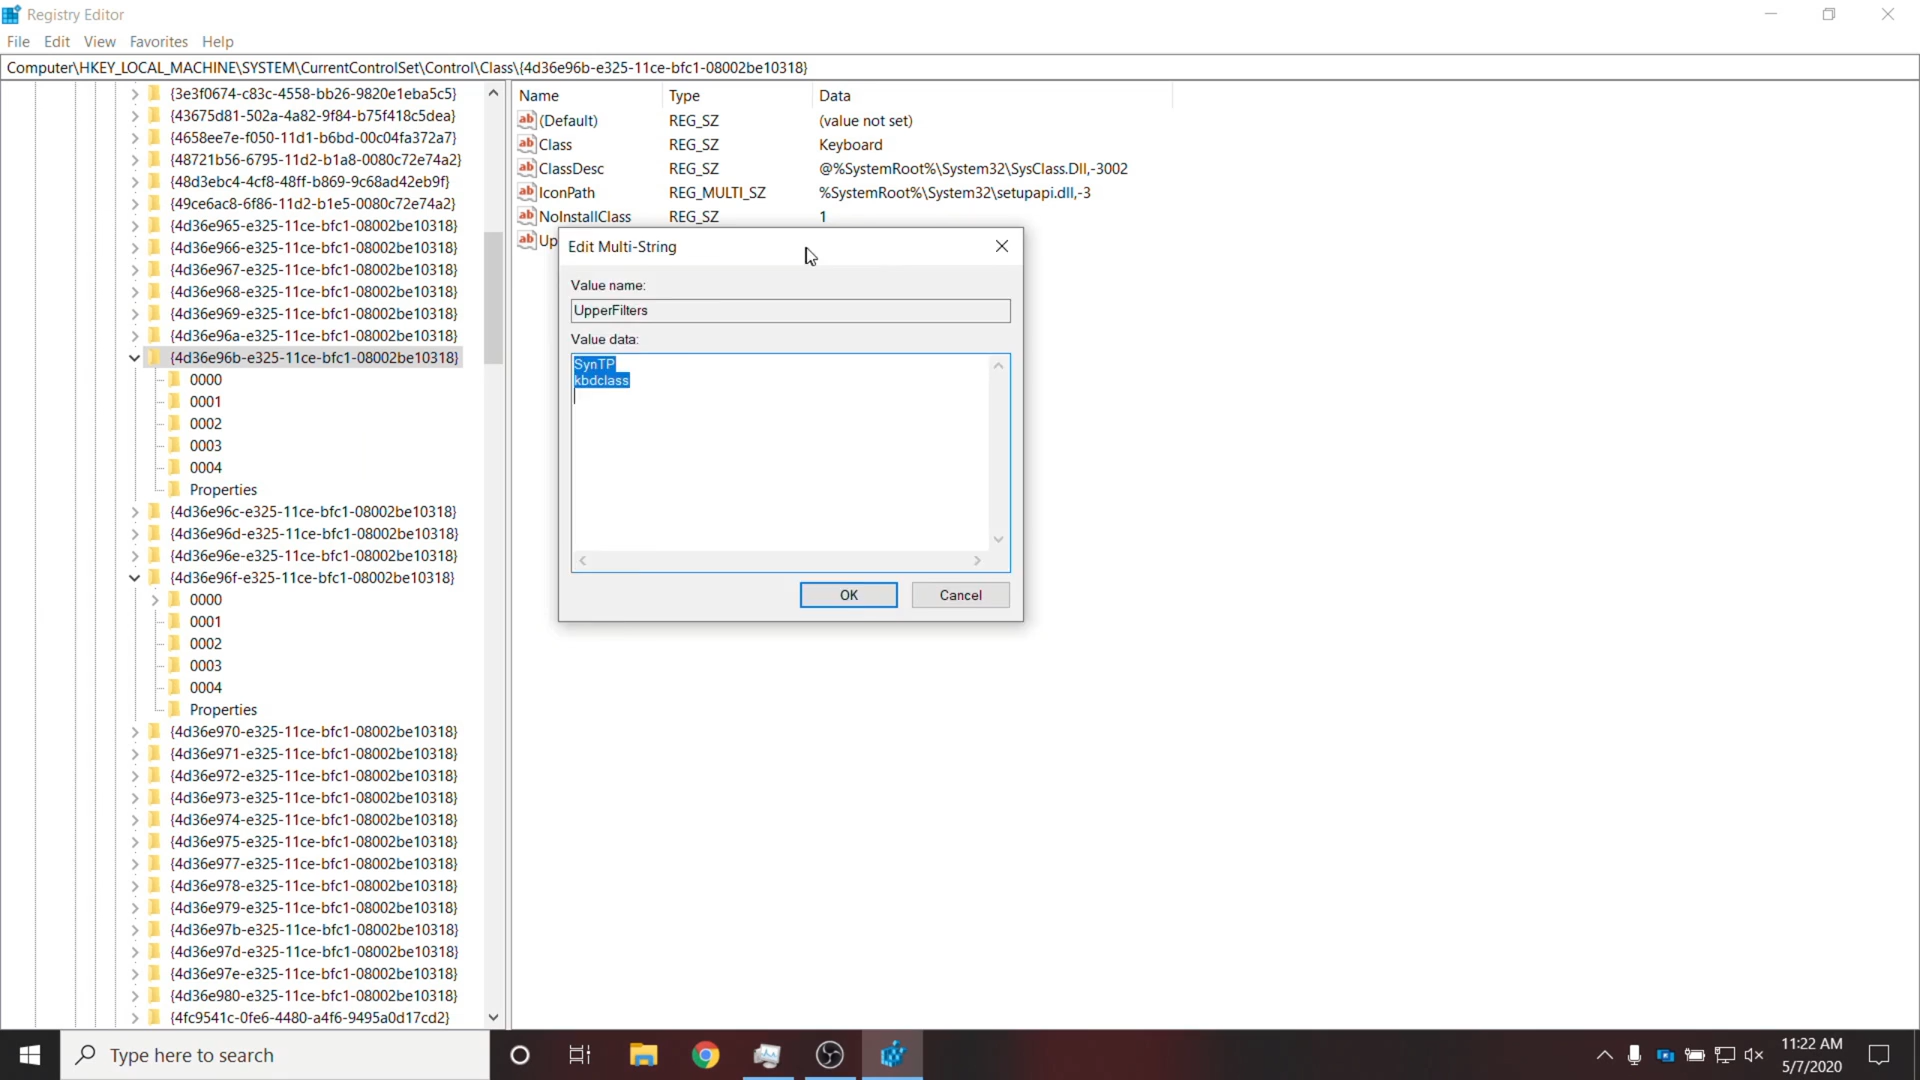 Registry Editor
File Edit View Favorites Help
Computer\HKEY_LOCAL_MACHINE\SYSTEM\CurrentControlSet\Control\Class\{4d36e96b-e325-11ce-bfc1-08002be10318}
{3e3f0674-c83c-4558-bb26-9820e1eba5c5}
{43675d81-502a-4a82-9f84-b75f418c5dea}
{4658ee7e-f050-11d1-b6bd-00c04fa372a7}
{48721b56-6795-11d2-b1a8-0080c72e74a2}
{48d3ebc4-4cf8-48ff-b869-9c68ad42eb9f}
{49ce6ac8-6f86-11d2-b1e5-0080c72e74a2}
{4d36e965-e325-11ce-bfc1-08002be10318}
{4d36e966-e325-11ce-bfc1-08002be10318}
{4d36e967-e325-11ce-bfc1-08002be10318}
{4d36e968-e325-11ce-bfc1-08002be10318}
{4d36e969-e325-11ce-bfc1-08002be10318}
{4d36e96a-e325-11ce-bfc1-08002be10318}
{4d36e96b-e325-11ce-bfc1-08002be10318}
0000
0001
0002
0003
0004
Properties
{4d36e96c-e325-11ce-bfc1-08002be10318}
{4d36e96d-e325-11ce-bfc1-08002be10318}
{4d36e96e-e325-11ce-bfc1-08002be10318}
{4d36e96f-e325-11ce-bfc1-08002be10318}
0000
0001
0002
0003
0004
Properties
{4d36e970-e325-11ce-bfc1-08002be10318}
{4d36e971-e325-11ce-bfc1-08002be10318}
{4d36e972-e325-11ce-bfc1-08002be10318}
{4d36e973-e325-11ce-bfc1-08002be10318}
{4d36e974-e325-11ce-bfc1-08002be10318}
{4d36e975-e325-11ce-bfc1-08002be10318}
{4d36e977-e325-11ce-bfc1-08002be10318}
{4d36e978-e325-11ce-bfc1-08002be10318}
{4d36e979-e325-11ce-bfc1-08002be10318}
{4d36e97b-e325-11ce-bfc1-08002be10318}
{4d36e97d-e325-11ce-bfc1-08002be10318}
{4d36e97e-e325-11ce-bfc1-08002be10318}
{4d36e980-e325-11ce-bfc1-08002be10318}
{4fc9541c-0fe6-4480-a4f6-9495a0d17cd2}
Name Type Data
(Default) REG_SZ (value not set)
Class REG_SZ Keyboard
ClassDesc REG_SZ @%SystemRoot%\System32\SysClass.Dll,-3002
IconPath REG_MULTI_SZ %SystemRoot%\System32\setupapi.dll,-3
NoInstallClass REG_SZ 1
Up
Edit Multi-String
Value name:
UpperFilters
Value data:
SynTP
kbdclass
OK Cancel
Type here to search
11:22 AM
5/7/2020